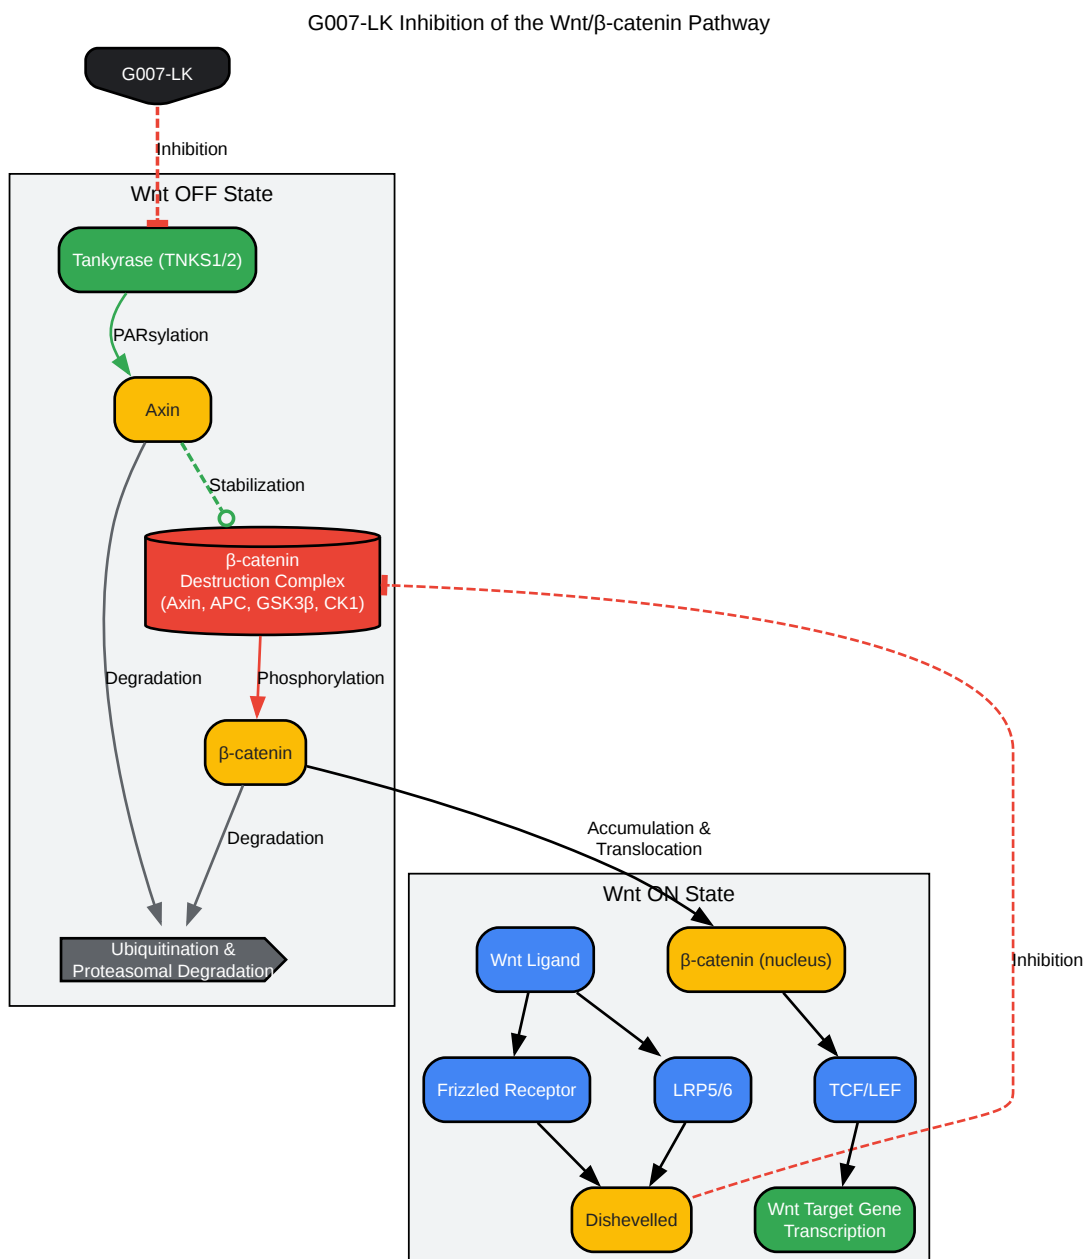 G007-LK Inhibition of the Wnt/β-catenin Pathway
G007-LK
Inhibition
Wnt OFF State
Tankyrase (TNKS1/2)
PARsylation
Axin
Stabilization
β-catenin
Destruction Complex
(Axin, APC, GSK3β, CK1)
Degradation
Phosphorylation
β-catenin
Degradation
Ubiquitination &
Proteasomal Degradation
Accumulation &
Translocation
Wnt ON State
Wnt Ligand
β-catenin (nucleus)
Inhibition
Frizzled Receptor
LRP5/6
TCF/LEF
Dishevelled
Wnt Target Gene
Transcription